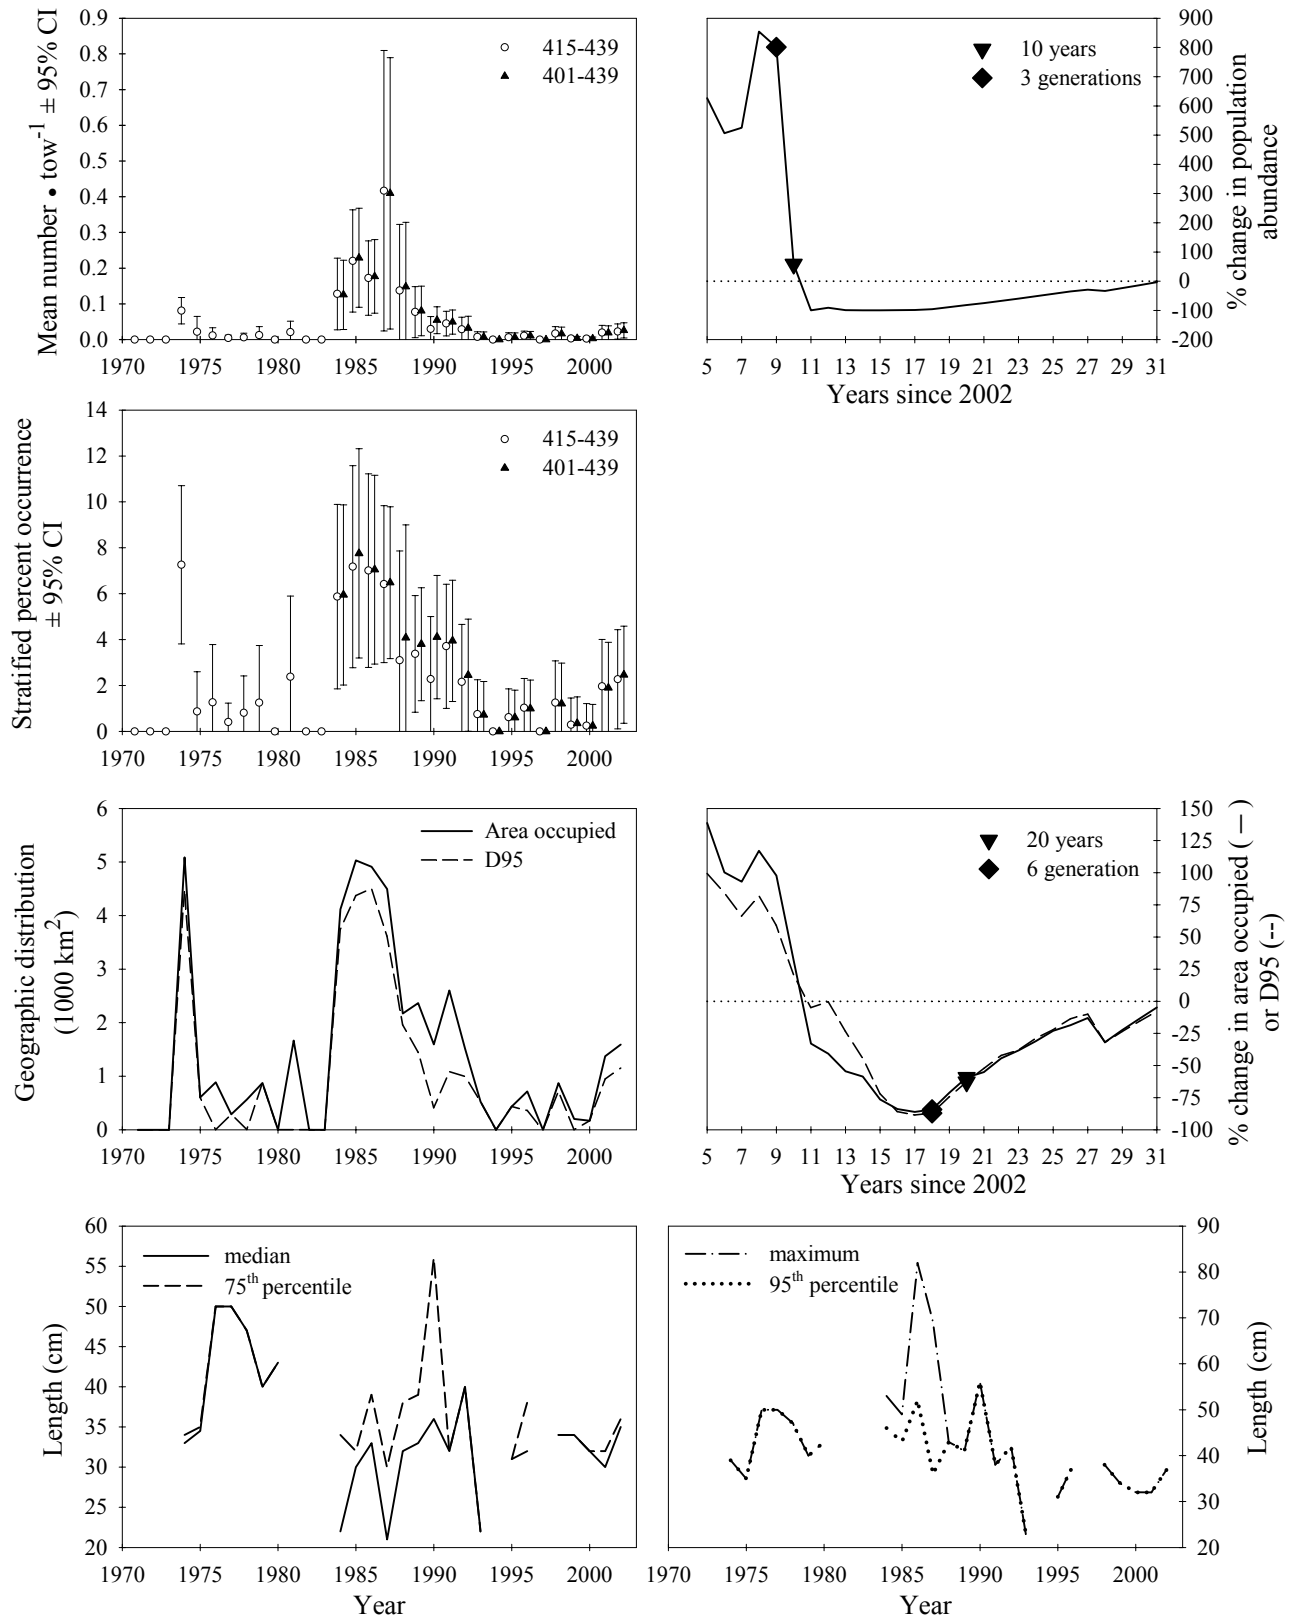 Mean number • tow-1 ± 95% CI
0.9
0.8
0.7
0.6
0.5
0.4
0.3
0.2
0.1
0.0
415-439
401-439
1970 1975 1980 1985 1990 1995 2000
10 years
3 generations
900
800
700
600
500
400
300
200
100
0
-100
-200
% change in population
abundance
5 7 9 11 13 15 17 19 21 23 25 27 29 31
Years since 2002
Stratified percent occurrence
± 95% CI
14
12
10
8
6
4
2
0
415-439
401-439
1970 1975 1980 1985 1990 1995 2000
Geographic distribution
(1000 km2)
6
5
4
3
2
1
0
Area occupied
D95
1970 1975 1980 1985 1990 1995 2000
20 years
6 generation
150
125
100
75
50
25
0
-25
-50
-75
-100
% change in area occupied ( — )
or D95 (--)
5 7 9 11 13 15 17 19 21 23 25 27 29 31
Years since 2002
Length (cm)
60
55
50
45
40
35
30
25
20
median
75th percentile
1970 1975 1980 1985 1990 1995 2000
Year
maximum
95th percentile
90
80
70
60
50
40
30
20
Length (cm)
1970 1975 1980 1985 1990 1995 2000
Year